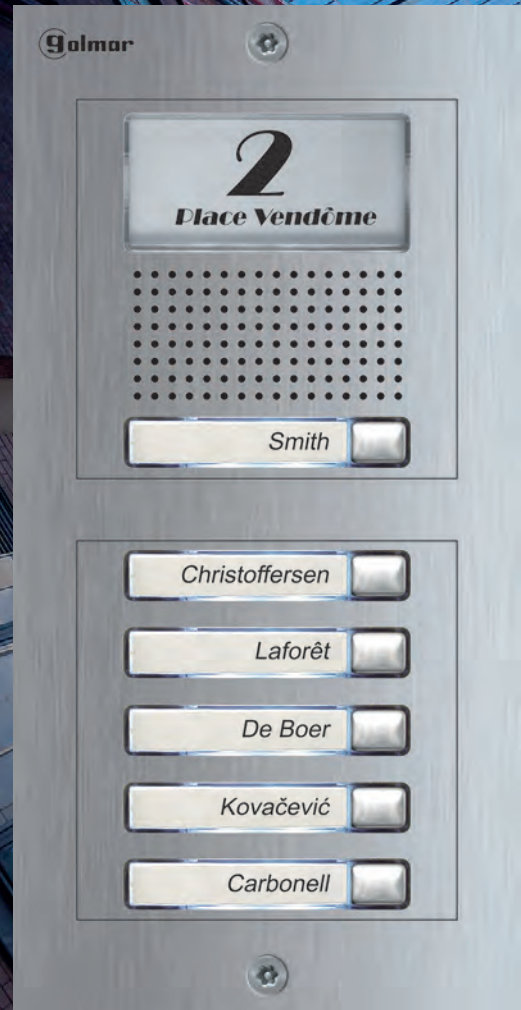 golmar
2
Place Vendôme
Smith
Christoffersen
Laforêt
De Boer
Kovačević
Carbonell